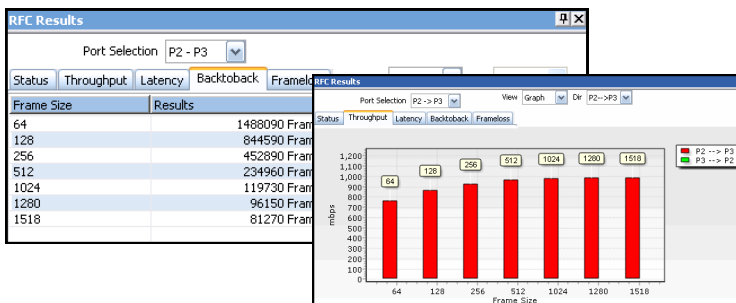 RFC Results
Port Selection P2 - P3
Status Throughput Latency Backtoback Frameloss
Frame Size Results
64 1488090 Fram
128 844590 Fram
256 452890 Fram
512 234960 Fram
1024 119730 Fram
1280 96150 Fram
1518 81270 Fram
RFC Results
Port Selection P2 -> P3 View Graph Dir P2-->P3
Status Throughput Latency Backtoback Frameloss
P2 --> P3
P3 --> P2
64 128 256 512 1024 1280 1518
1,200
1,100
1,000
900
800
700
600
500
400
300
200
100
0
mbps
64 128 256 512 1024 1280 1518
Frame Size